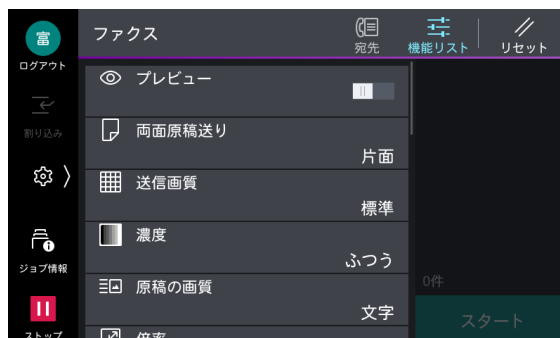 富
ログアウト
割り込み
ジョブ情報
ストップ
ファクス
宛先
機能リスト
リセット
プレビュー
両面原稿送り
片面
送信画質
標準
濃度
ふつう
原稿の画質
文字
倍率
0件
スタート